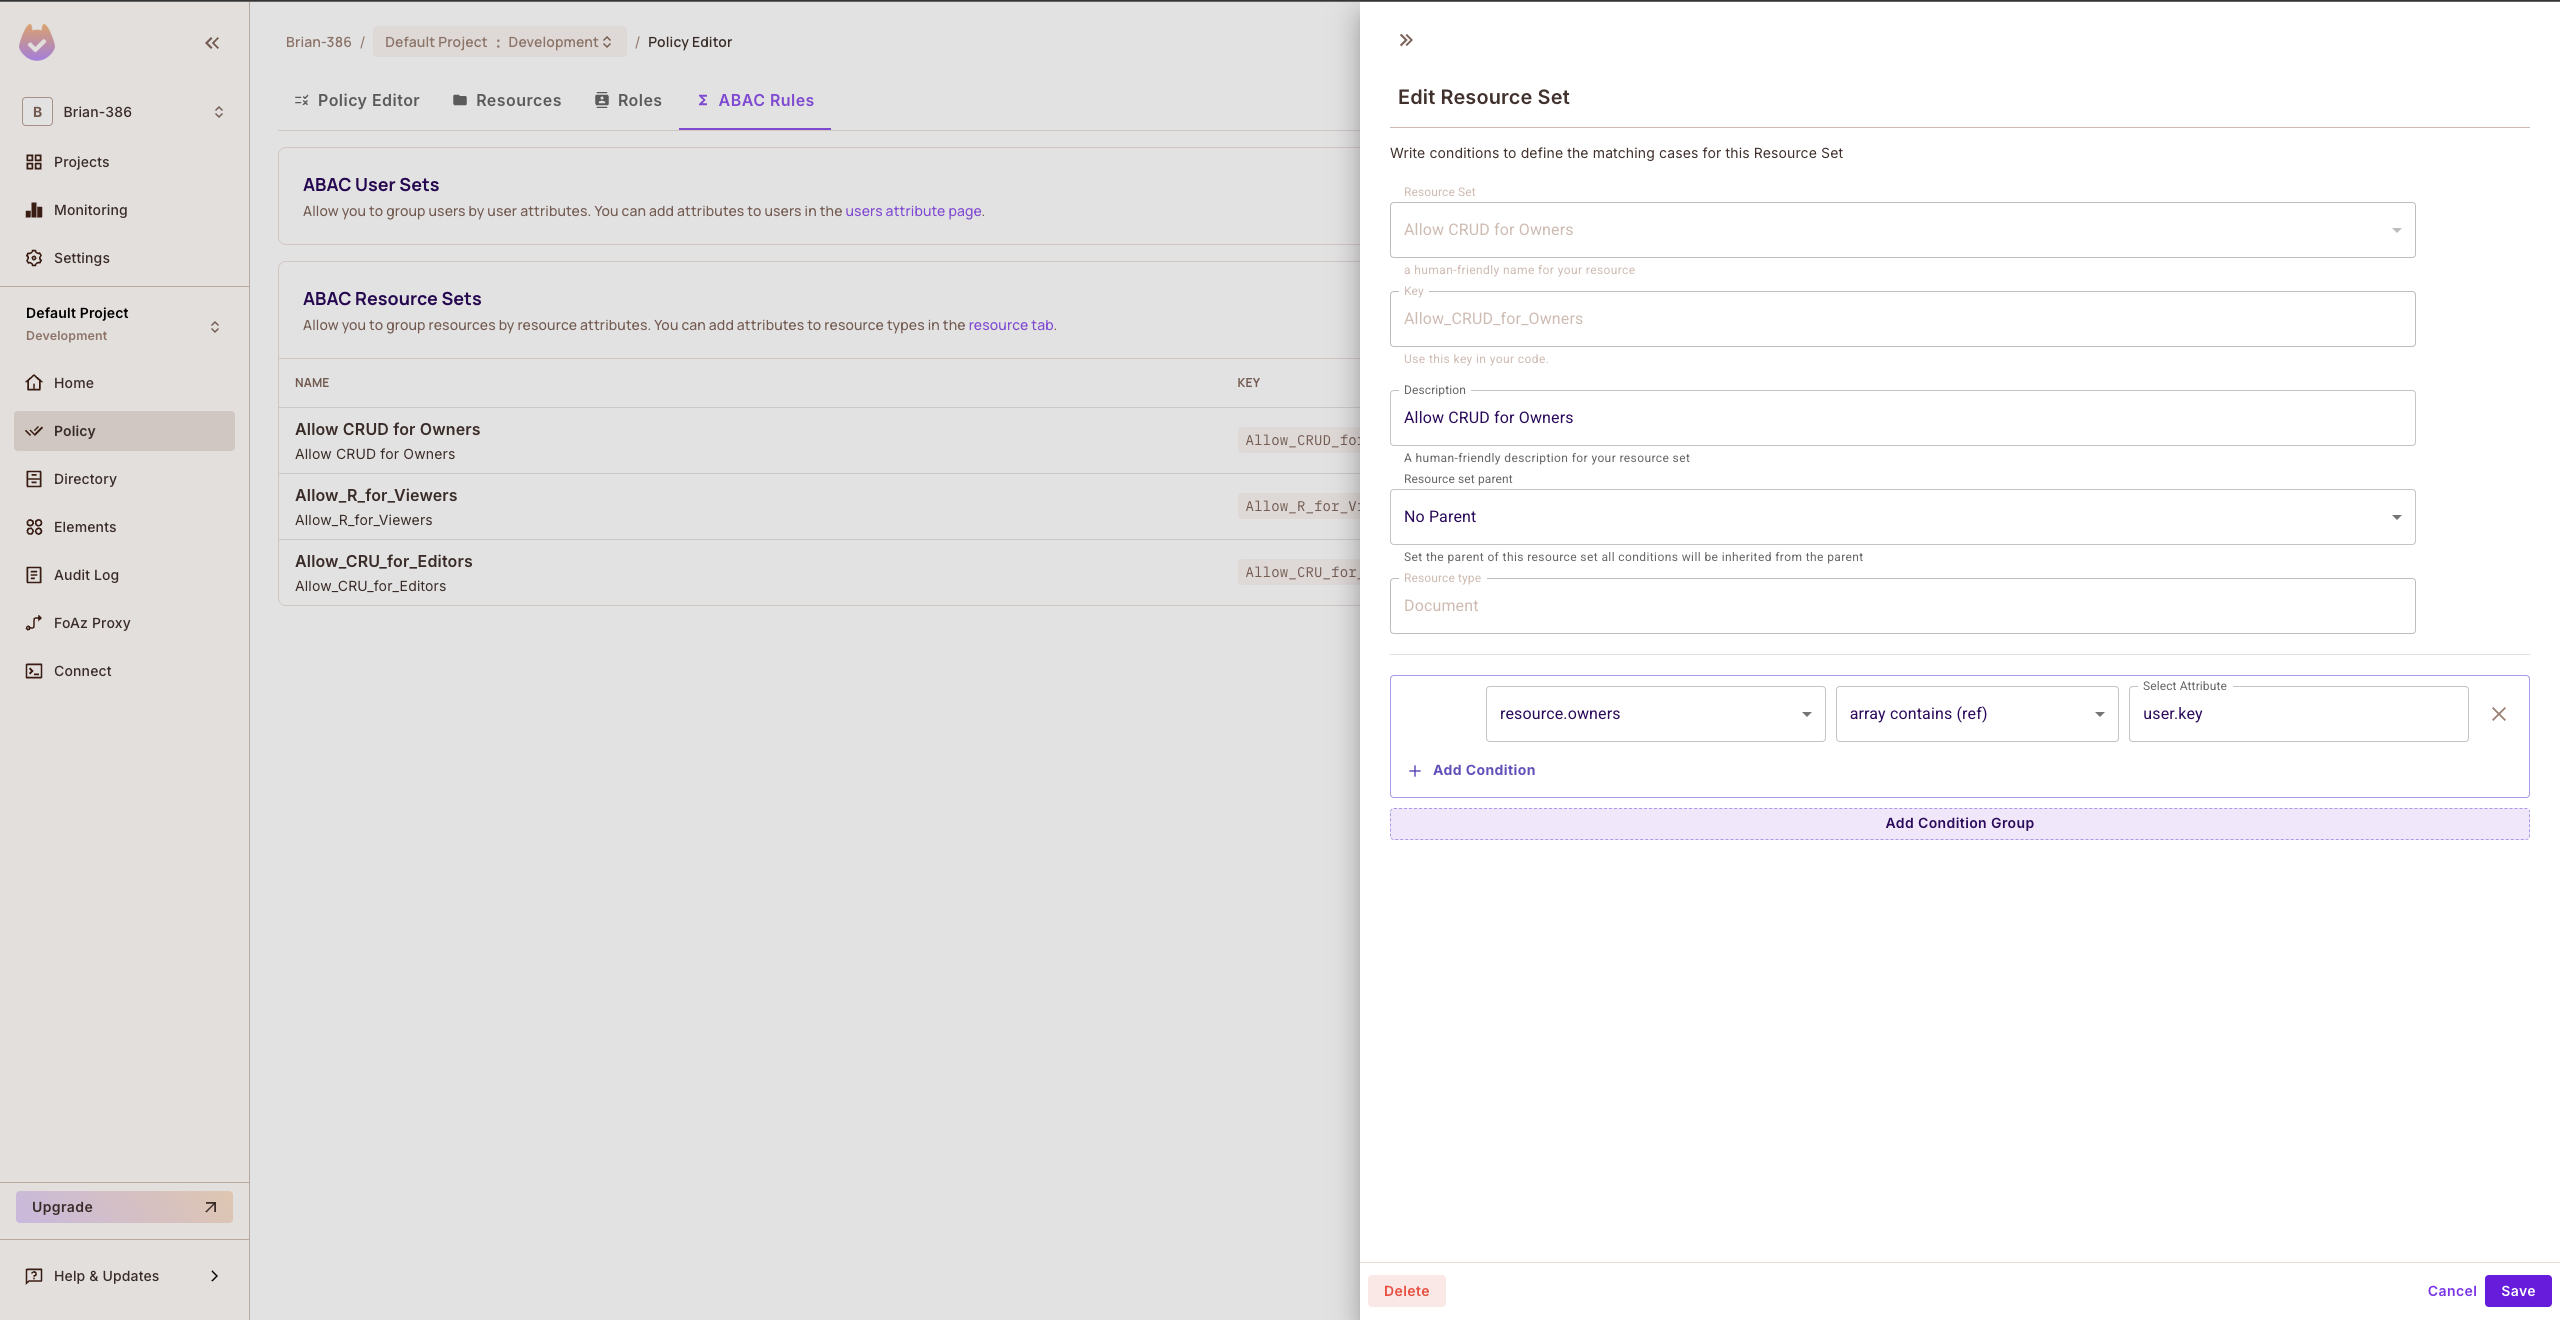 B
Brian-386
Projects
Monitoring
Settings
Default Project
Development
Home
Policy
Directory
Elements
Audit Log
FoAz Proxy
Connect
Upgrade
Help & Updates
Brian-386 / Default Project : Development / Policy Editor
Policy Editor Resources Roles ABAC Rules
ABAC User Sets
Allow you to group users by user attributes. You can add attributes to users in the users attribute page.
ABAC Resource Sets
Allow you to group resources by resource attributes. You can add attributes to resource types in the resource tab.
NAME KEY
Allow CRUD for Owners
Allow_CRUD_for
Allow CRUD for Owners
Allow_R_for_Viewers
Allow_R_for_Vi
Allow_R_for_Viewers
Allow_CRU_for_Editors
Allow_CRU_for_
Allow_CRU_for_Editors
Edit Resource Set
Write conditions to define the matching cases for this Resource Set
Resource Set
Allow CRUD for Owners
a human-friendly name for your resource
Key
Allow_CRUD_for_Owners
Use this key in your code.
Description
Allow CRUD for Owners
A human-friendly description for your resource set
Resource set parent
No Parent
Set the parent of this resource set all conditions will be inherited from the parent
Resource type
Document
Select Attribute
resource.owners array contains (ref) user.key
Add Condition
Add Condition Group
Delete Cancel Save